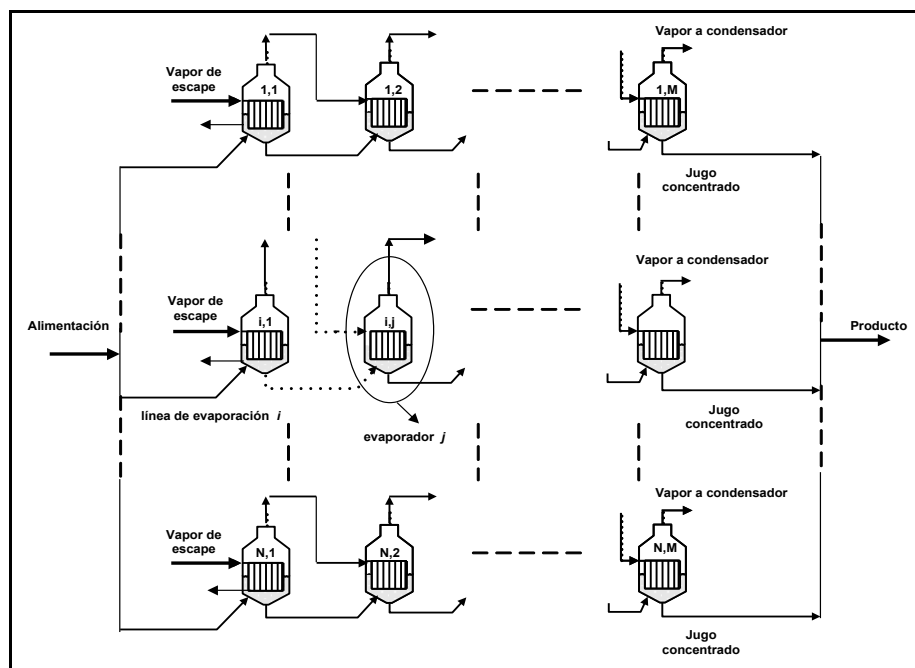 Vapor a condensador
Vapor de
escape
1,1
1,2
1,M
Jugo
concentrado
Vapor a condensador
Vapor de
escape
i,1
i,j
Alimentación
Producto
línea de evaporación i
evaporador j
Jugo
concentrado
Vapor a condensador
Vapor de
escape
N,1
N,2
N,M
Jugo
concentrado